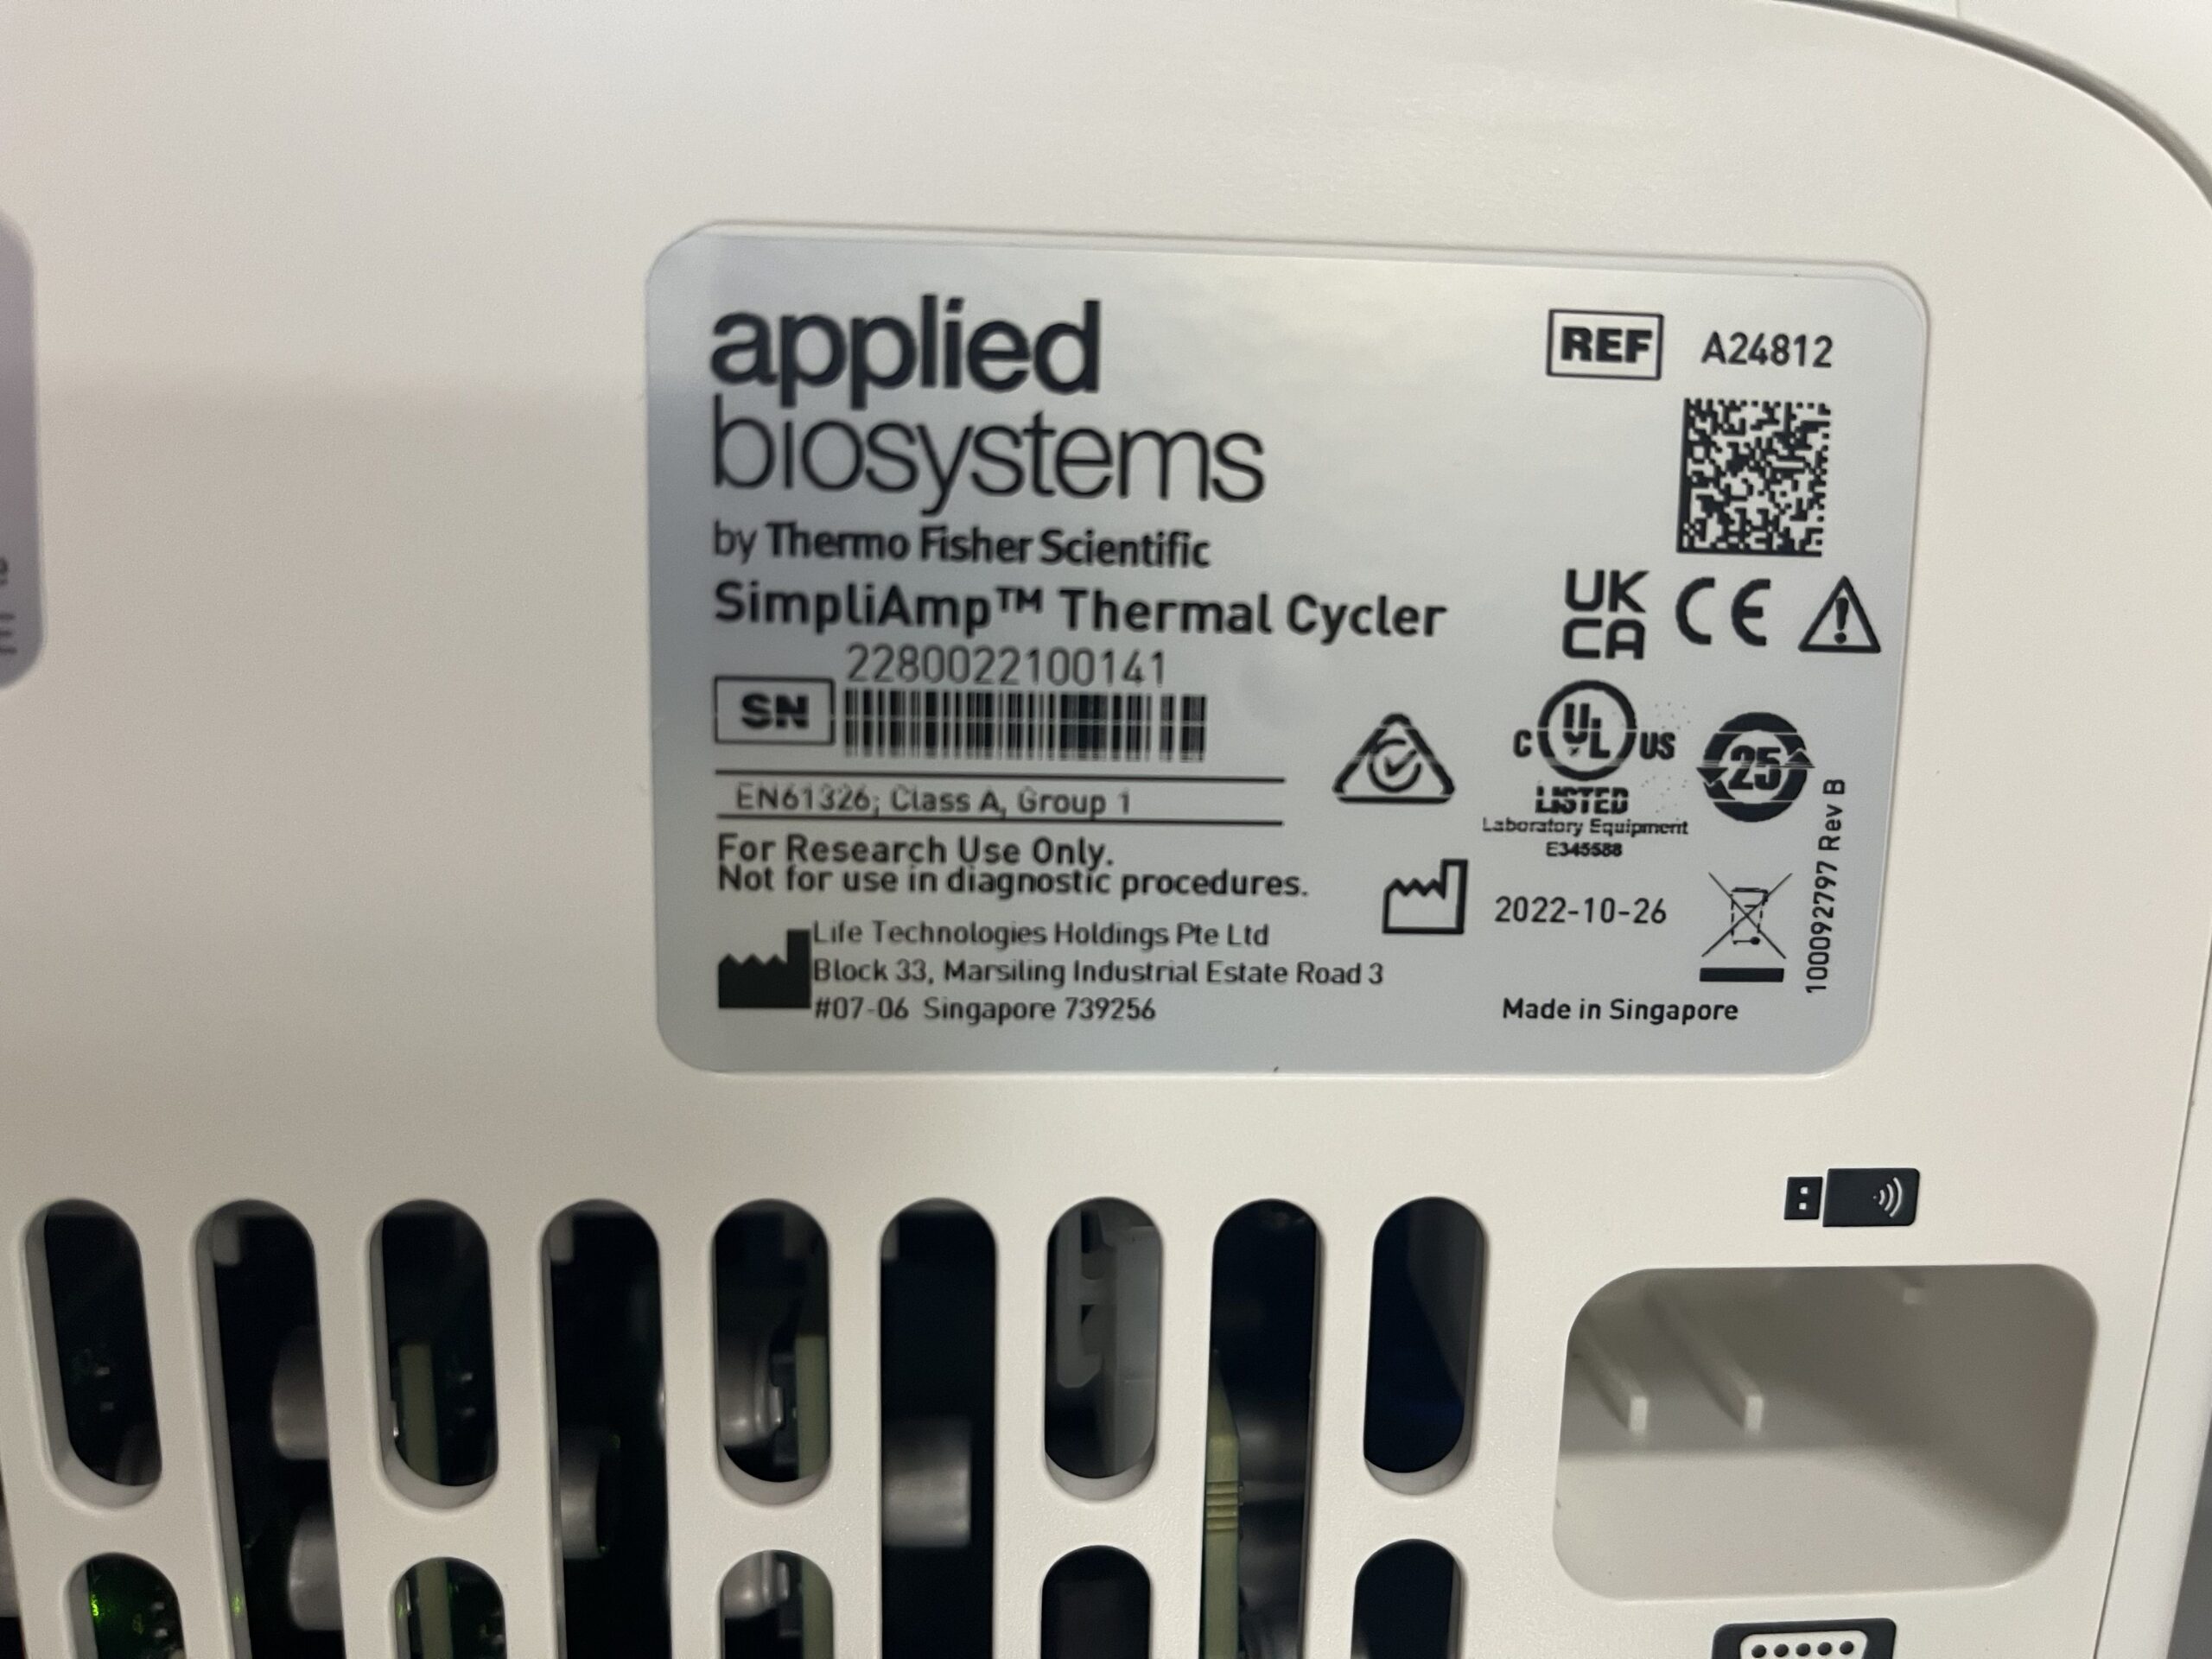 applied
biosystems
by Thermo Fisher Scientific
SimpliAmp™ Thermal Cycler
2280022100141
SN
EN61326; Class A, Group 1
For Research Use Only.
Not for use in diagnostic procedures.
Life Technologies Holdings Pte Ltd
Block 33, Marsiling Industrial Estate Road 3
#07-06 Singapore 739256
REF A24812
UK
CA CE
C UL US
LISTED
Laboratory Equipment
E345588
25
2022-10-26
Made in Singapore
10092797 Rev B